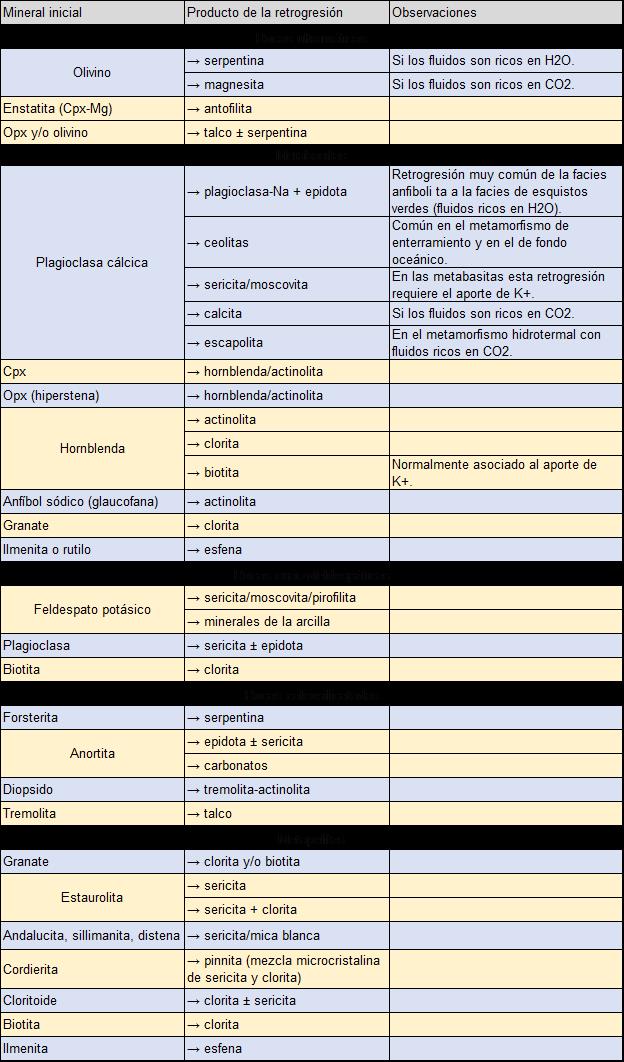 Mineral inicial
Producto de la retrogresión
Observaciones
Olivino
→ serpentina
Si los fluidos son ricos en H2O.
→ magnesita
Si los fluidos son ricos en CO2.
Enstatita (Cpx-Mg)
→ antofilita
Opx y/o olivino
→ talco ± serpentina
Plagioclasa cálcica
→ plagioclasa-Na + epidota
Retrogresión muy común de la facies
anfiboli ta a la facies de esquistos
verdes (fluidos ricos en H2O).
→ ceolitas
Común en el metamorfismo de
enterramiento y en el de fondo
oceánico.
→ sericita/moscovita
En las metabasitas esta retrogresión
requiere el aporte de K+.
→ calcita
Si los fluidos son ricos en CO2.
→ escapolita
En el metamorfismo hidrotermal con
fluidos ricos en CO2.
Cpx
→ hornblenda/actinolita
Opx (hiperstena)
→ hornblenda/actinolita
Hornblenda
→ actinolita
→ clorita
→ biotita
Normalmente asociado al aporte de
K+.
Anfíbol sódico (glaucofana)
→ actinolita
Granate
→ clorita
Ilmenita o rutilo
→ esfena
Feldespato potásico
→ sericita/moscovita/pirofilita
→ minerales de la arcilla
Plagioclasa
→ sericita ± epidota
Biotita
→ clorita
Forsterita
→ serpentina
Anortita
→ epidota ± sericita
→ carbonatos
Diopsido
→ tremolita-actinolita
Tremolita
→ talco
Granate
→ clorita y/o biotita
Estaurolita
→ sericita
→ sericita + clorita
Andalucita, sillimanita, distena
→ sericita/mica blanca
Cordierita
→ pinnita (mezcla microcristalina
de sericita y clorita)
Cloritoide
→ clorita ± sericita
Biotita
→ clorita
Ilmenita
→ esfena